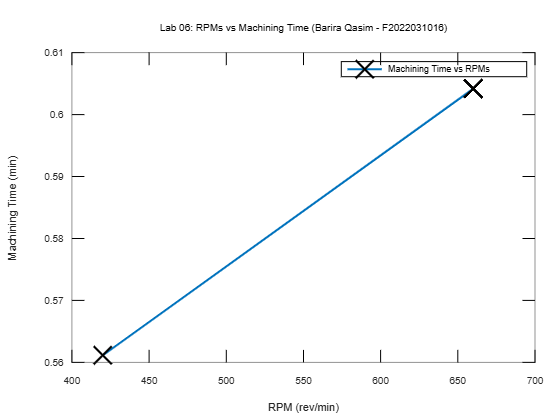 Lab 06: RPMs vs Machining Time (Barira Qasim - F2022031016)
Machining Time vs RPMs
0.61
0.6
0.59
0.58
0.57
0.56
Machining Time (min)
400 450 500 550 600 650 700
RPM (rev/min)